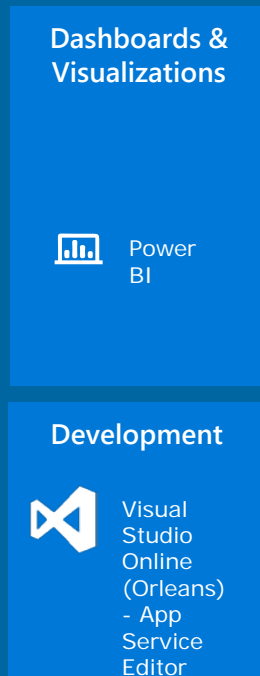 Dashboards &
Visualizations
Power
BI
Development
Visual
Studio
Online
(Orleans)
- App
Service
Editor